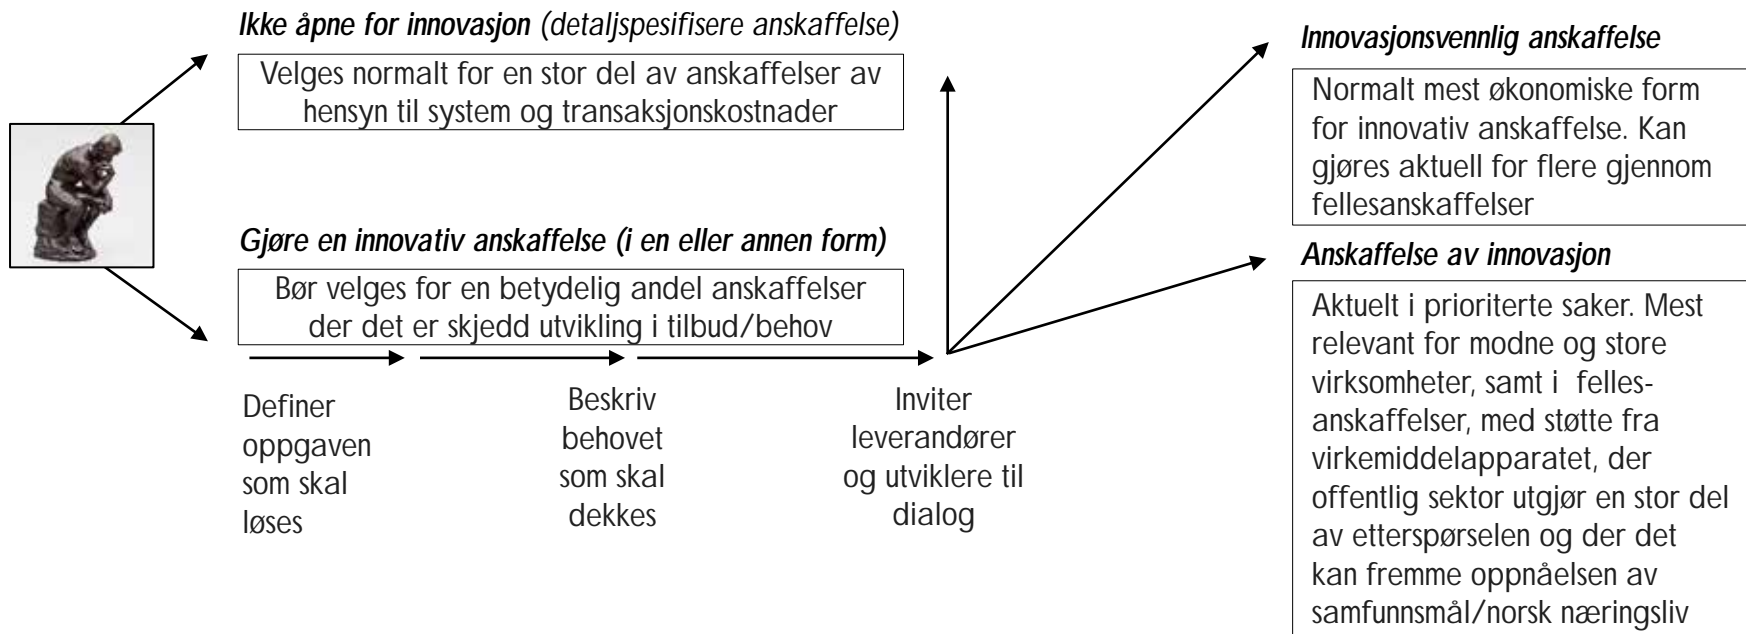 Ikke åpne for innovasjon (detaljspesifisere anskaffelse)
Velges normalt for en stor del av anskaffelser av
hensyn til system og transaksjonskostnader
Gjøre en innovativ anskaffelse (i en eller annen form)
Bør velges for en betydelig andel anskaffelser
der det er skjedd utvikling i tilbud/behov
Definer
oppgaven
som skal
løses
Beskriv
behovet
som skal
dekkes
Inviter
leverandører
og utviklere til
dialog
Innovasjonsvennlig anskaffelse
Normalt mest økonomiske form
for innovativ anskaffelse. Kan
gjøres aktuell for flere gjennom
fellesanskaffelser
Anskaffelse av innovasjon
Aktuelt i prioriterte saker. Mest
relevant for modne og store
virksomheter, samt i felles-
anskaffelser, med støtte fra
virkemiddelapparatet, der
offentlig sektor utgjør en stor del
av etterspørselen og der det
kan fremme oppnåelsen av
samfunnsmål/norsk næringsliv